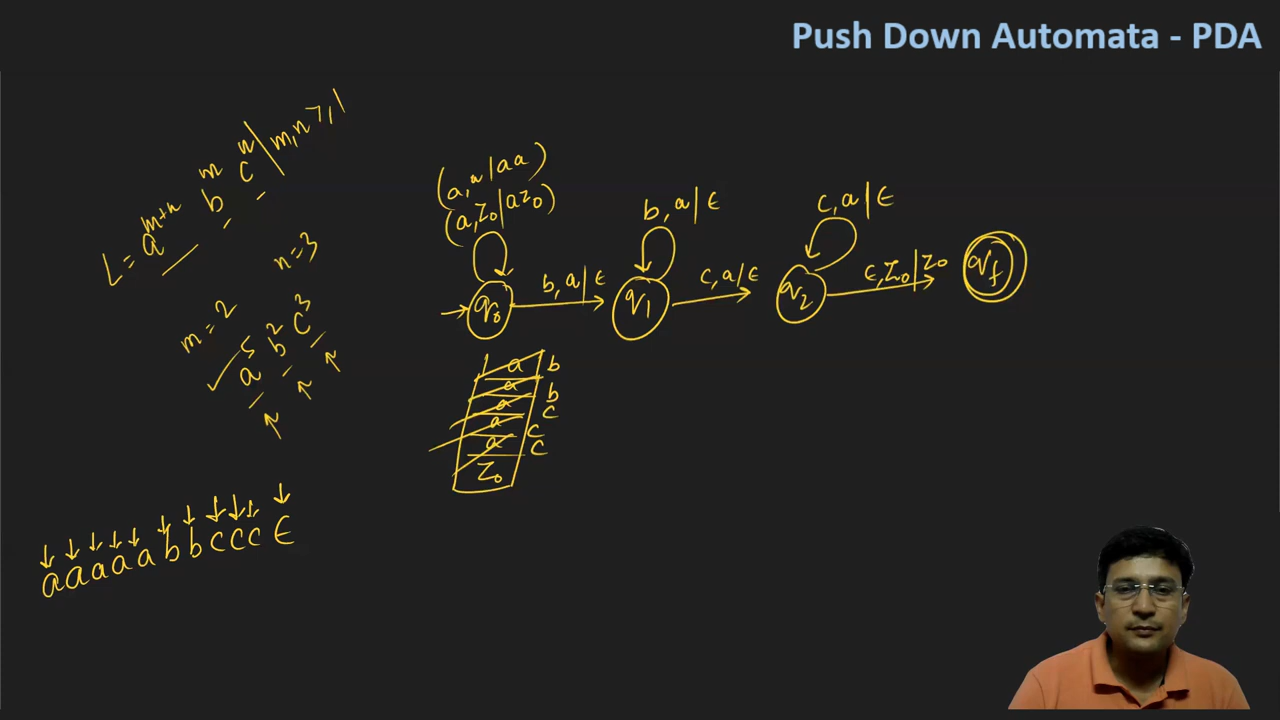 Push Down Automata - PDA
L = a^{m+n} b^m c^n | m,n ≥ 1
n=3
m=2
a^5 b^2 c^3
(a,a|aa)
(a,Z0|aZ0)
b,a|ϵ
c,a|ϵ
b,a|ϵ
c,a|ϵ
ϵ,Z0|Z0
q0
q1
q2
qf
a b
a b
a c
a c
a c
Z0
aaaaabbcccϵ